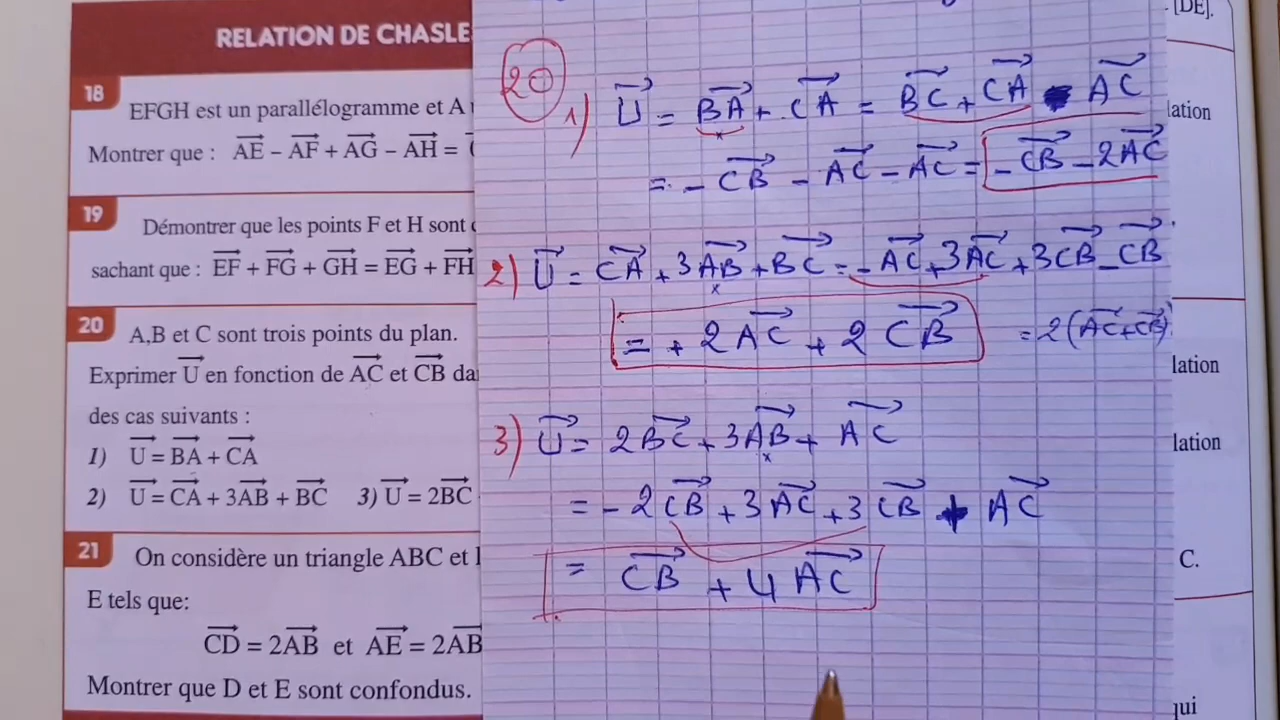 RELATION DE CHASLE
18
EFGH est un parallélogramme et A
Montrer que : AE − AF + AG − AH =
19
Démontrer que les points F et H sont
sachant que : EF + FG + GH = EG + FH
20
A,B et C sont trois points du plan.
Exprimer U en fonction de AC et CB da
des cas suivants :
1) U = BA + CA
2) U = CA + 3AB + BC 3) U = 2BC
21
On considère un triangle ABC et
E tels que:
CD = 2AB et AE = 2AB
Montrer que D et E sont confondus.
20
1) U = BA + CA = BC + CA AC
= - CB - AC - AC = - CB - 2AC
2) U = CA + 3AB + BC = - AC + 3AC + 3CB - CB
= + 2AC + 2CB = 2(AC + CB)
3) U = 2BC + 3AB + AC
= - 2CB + 3AC + 3CB + AC
= CB + 4AC
[DE].
lation
lation
lation
C.
qui